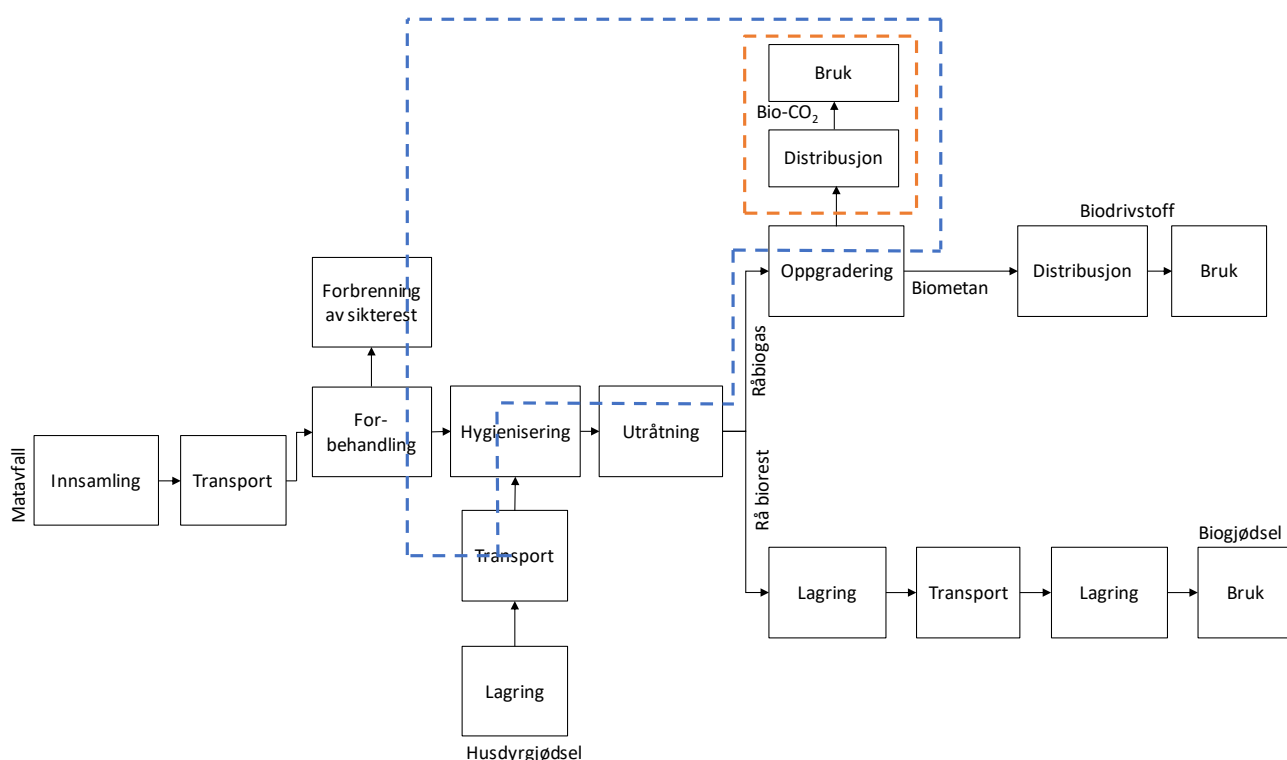 Bruk
Bio-CO₂
Distribusjon
Biodrivstoff
Oppgradering
Biometan
Distribusjon
Bruk
Forbrenning
av sikterest
Råbiogas
For-
behandling
Hygienisering
Utråtning
Matavfall
Innsamling
Transport
Rå biorest
Transport
Biogjødsel
Lagring
Transport
Lagring
Bruk
Lagring
Husdyrgjødsel